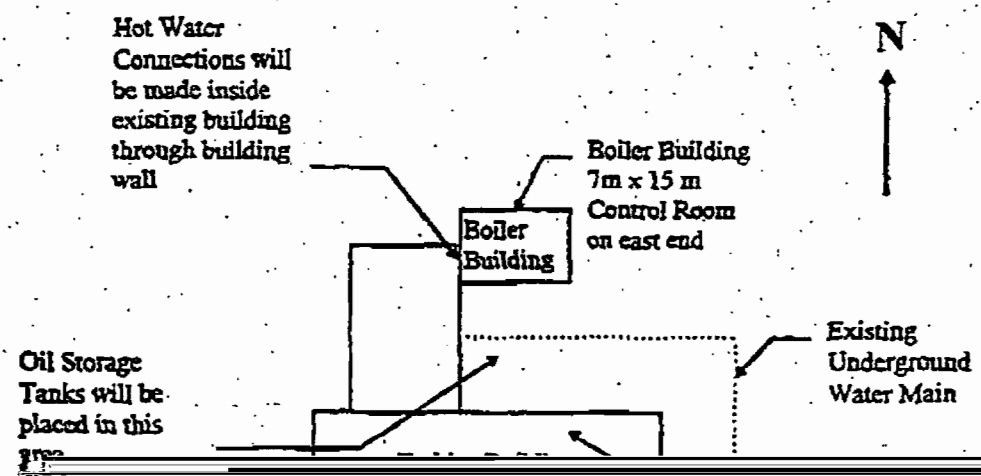 Hot Water
Connections will
be made inside
existing building
through building
wall
N
Boiler Building
7m x 15 m
Control Room
on east end
Boiler
Building
Existing
Underground
Water Main
Oil Storage
Tanks will be
placed in this
area